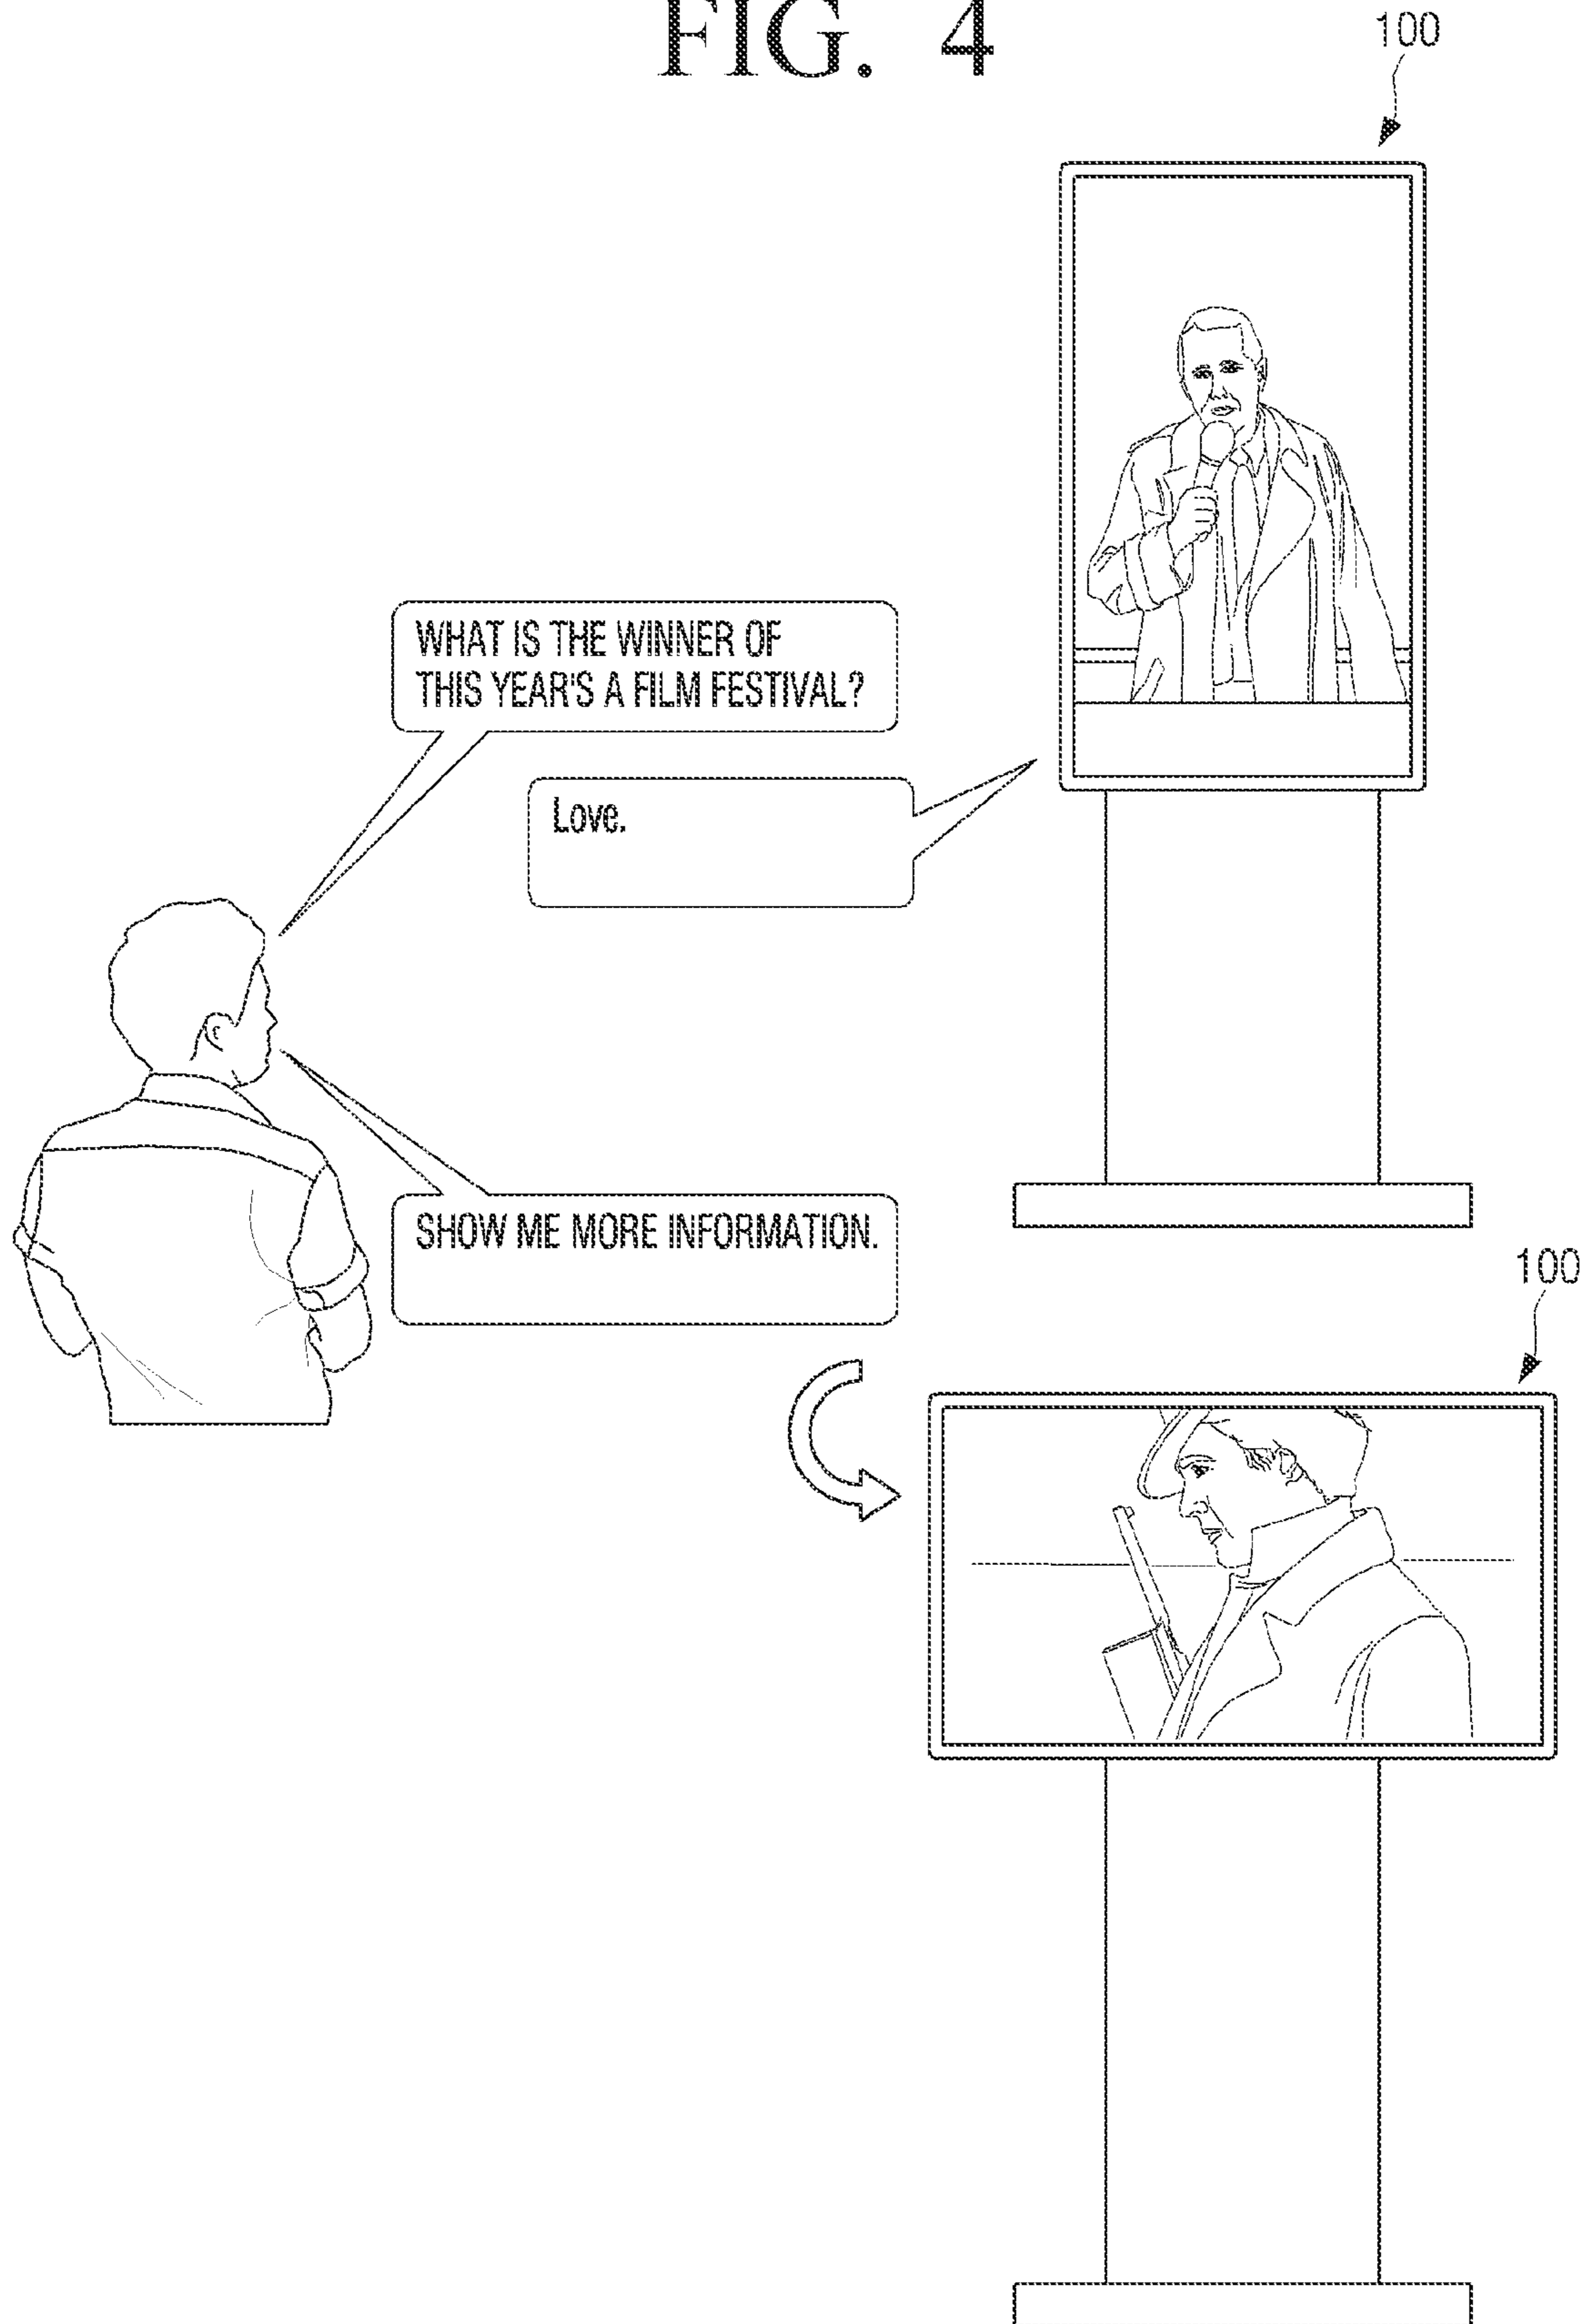 FIG. 4
100
WHAT IS THE WINNER OF
THIS YEAR'S A FILM FESTIVAL?
Love.
SHOW ME MORE INFORMATION.
100